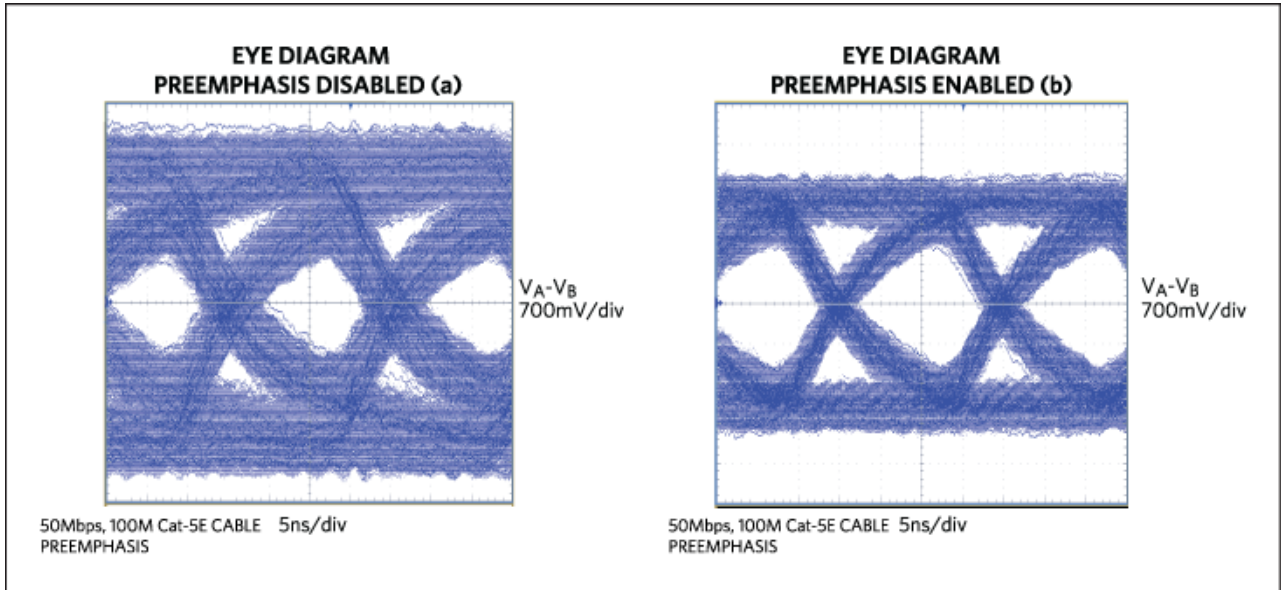 EYE DIAGRAM
PREEMPHASIS DISABLED (a)
VA-VB
700mV/div
50Mbps, 100M Cat-5E CABLE 5ns/div
PREEMPHASIS
EYE DIAGRAM
PREEMPHASIS ENABLED (b)
VA-VB
700mV/div
50Mbps, 100M Cat-5E CABLE 5ns/div
PREEMPHASIS